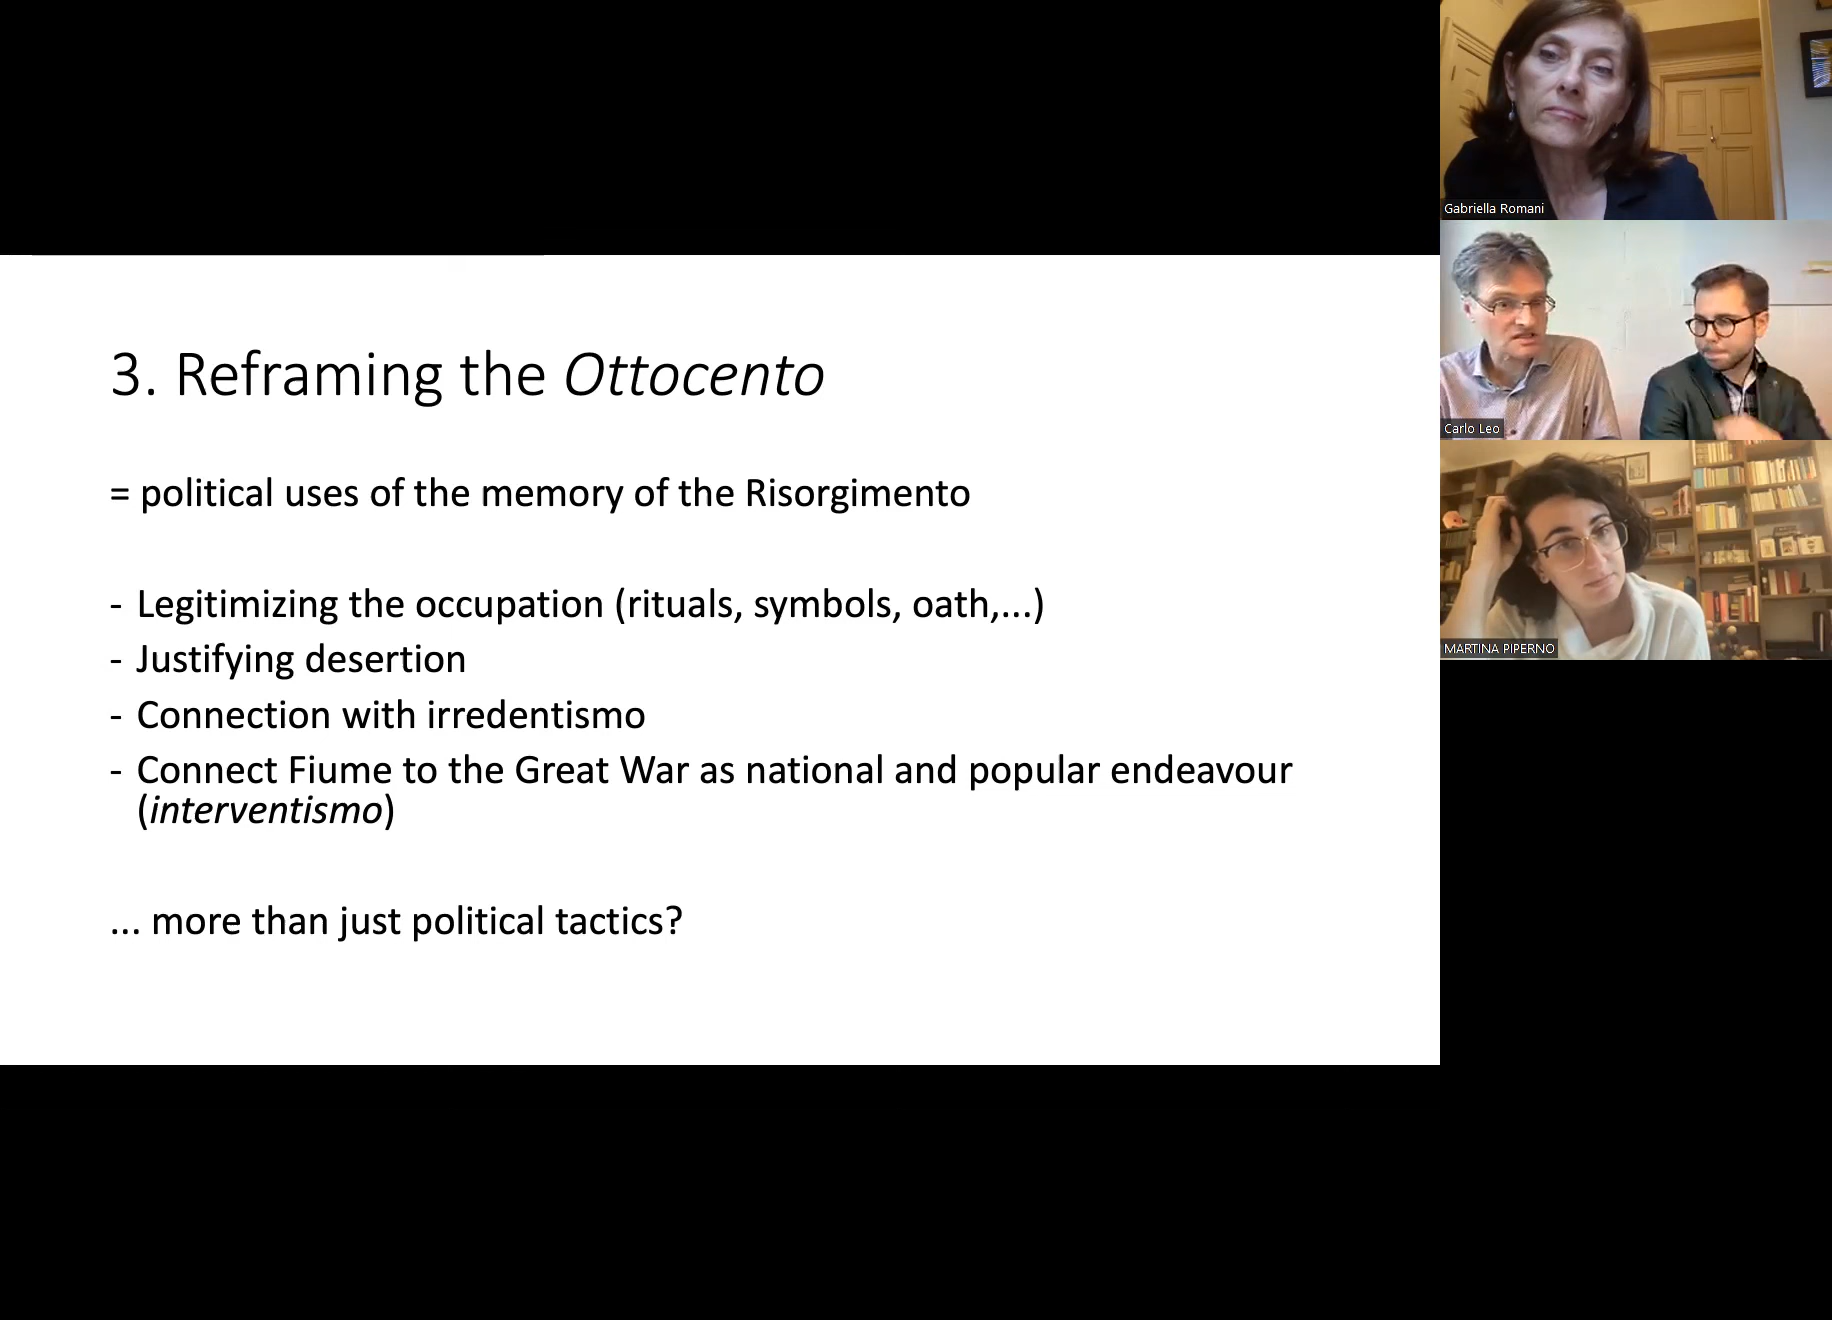 3. Reframing the Ottocento
= political uses of the memory of the Risorgimento
- Legitimizing the occupation (rituals, symbols, oath,...)
- Justifying desertion
- Connection with irredentismo
- Connect Fiume to the Great War as national and popular endeavour
(interventismo)
... more than just political tactics?
Gabriella Romani
Carlo Leo
MARTINA PIPERNO